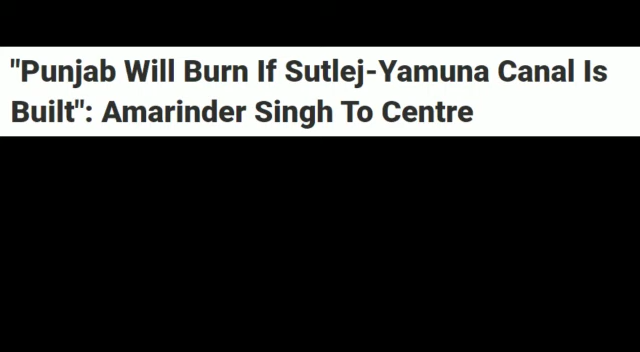 "Punjab Will Burn If Sutlej-Yamuna Canal Is
Built": Amarinder Singh To Centre